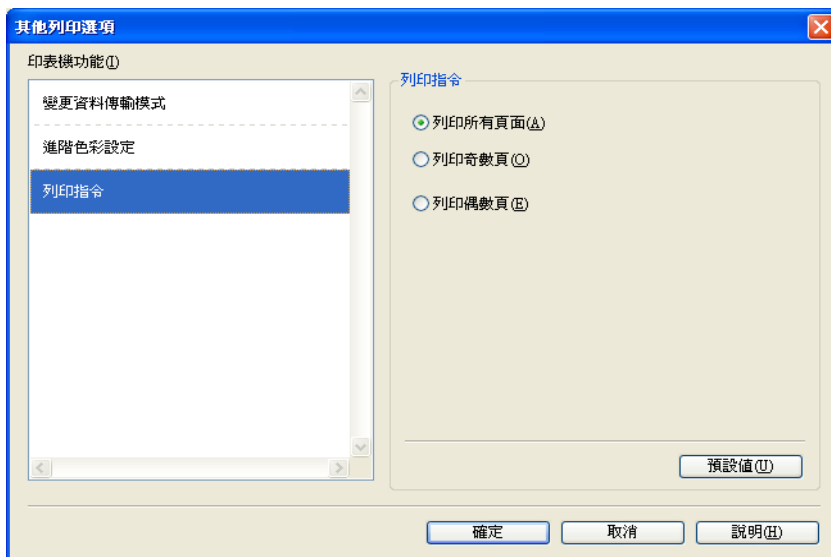 其他列印選項
印表機功能(I)
變更資料傳輸模式
進階色彩設定
列印指令
列印指令
列印所有頁面(A)
列印奇數頁(O)
列印偶數頁(E)
預設值(U)
確定
取消
說明(H)